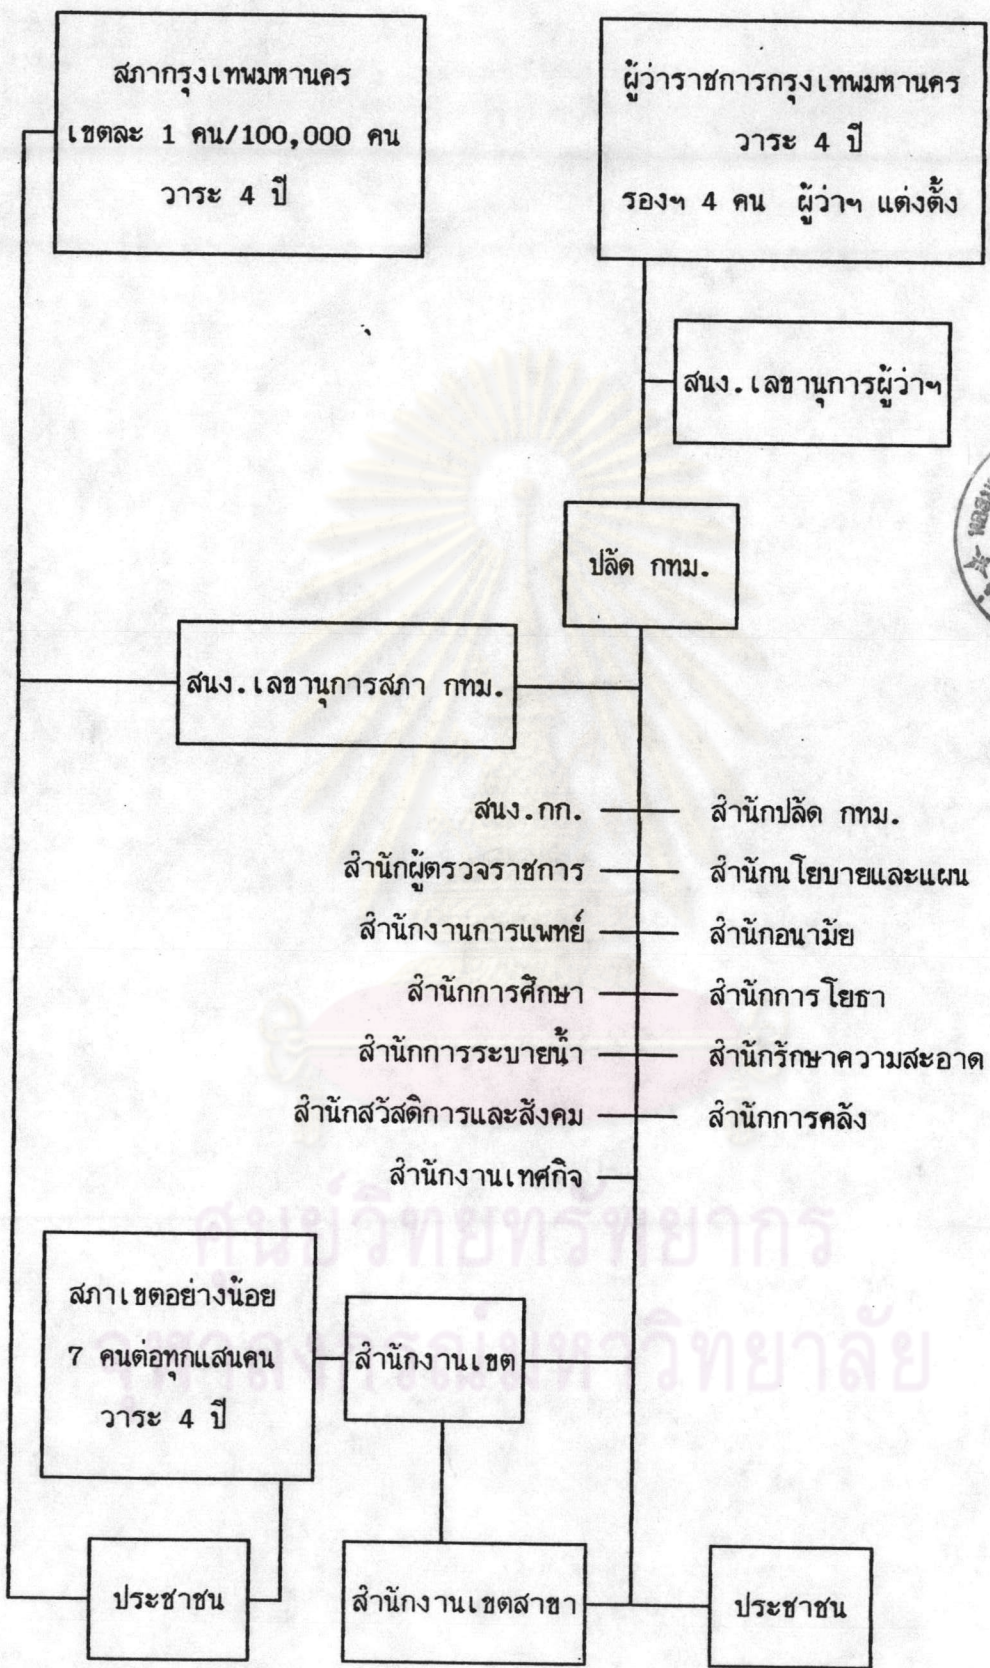 สภากรุงเทพมหานคร
เขตละ 1 คน/100,000 คน
วาระ 4 ปี
ผู้ว่าราชการกรุงเทพมหานคร
วาระ 4 ปี
รองฯ 4 คน ผู้ว่าฯ แต่งตั้ง
สนง.เลขานุการผู้ว่าฯ
ปลัด กทม.
สนง.เลขานุการสภา กทม.
สนง.กก.
สำนักปลัด กทม.
สำนักผู้ตรวจราชการ
สำนักนโยบายและแผน
สำนักงานการแพทย์
สำนักอนามัย
สำนักการศึกษา
สำนักการโยธา
สำนักการระบายน้ำ
สำนักรักษาความสะอาด
สำนักสวัสดิการและสังคม
สำนักการคลัง
สำนักงานเทศกิจ
ศูนย์วิทยทรัพยากร
จุฬาลงกรณ์มหาวิทยาลัย
สภาเขตอย่างน้อย
7 คนต่อทุกแสนคน
วาระ 4 ปี
สำนักงานเขต
ประชาชน
สำนักงานเขตสาขา
ประชาชน